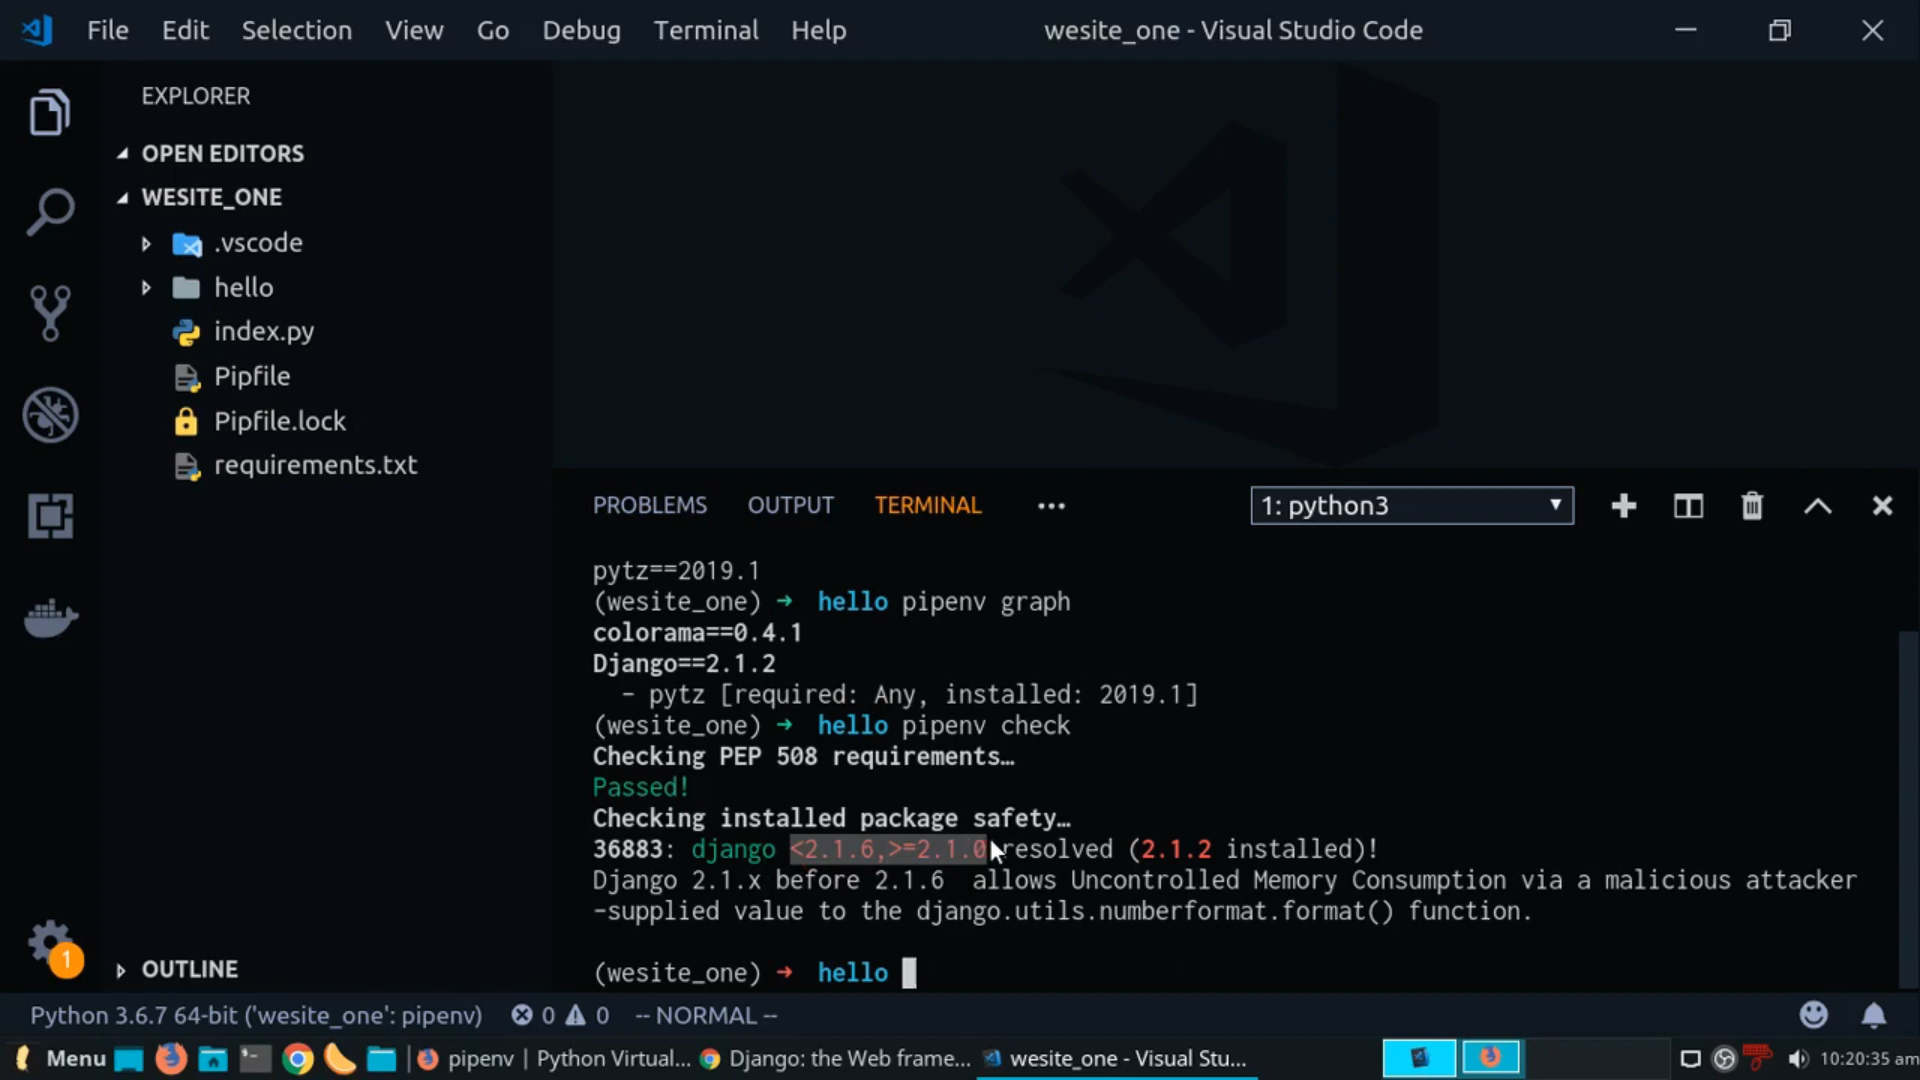 File Edit Selection View Go Debug Terminal Help wesite_one - Visual Studio Code
EXPLORER
OPEN EDITORS
WESITE_ONE
.vscode
hello
index.py
Pipfile
Pipfile.lock
requirements.txt
OUTLINE
PROBLEMS OUTPUT TERMINAL ... 1: python3
pytz==2019.1
(wesite_one) → hello pipenv graph
colorama==0.4.1
Django==2.1.2
- pytz [required: Any, installed: 2019.1]
(wesite_one) → hello pipenv check
Checking PEP 508 requirements…
Passed!
Checking installed package safety…
36883: django <2.1.6,>=2.1.0 resolved (2.1.2 installed)!
Django 2.1.x before 2.1.6  allows Uncontrolled Memory Consumption via a malicious attacker
-supplied value to the django.utils.numberformat.format() function.
(wesite_one) → hello
1
Python 3.6.7 64-bit ('wesite_one': pipenv) 0 0 -- NORMAL --
Menu pipenv | Python Virtual... Django: the Web frame... wesite_one - Visual Stu... 10:20:35 am